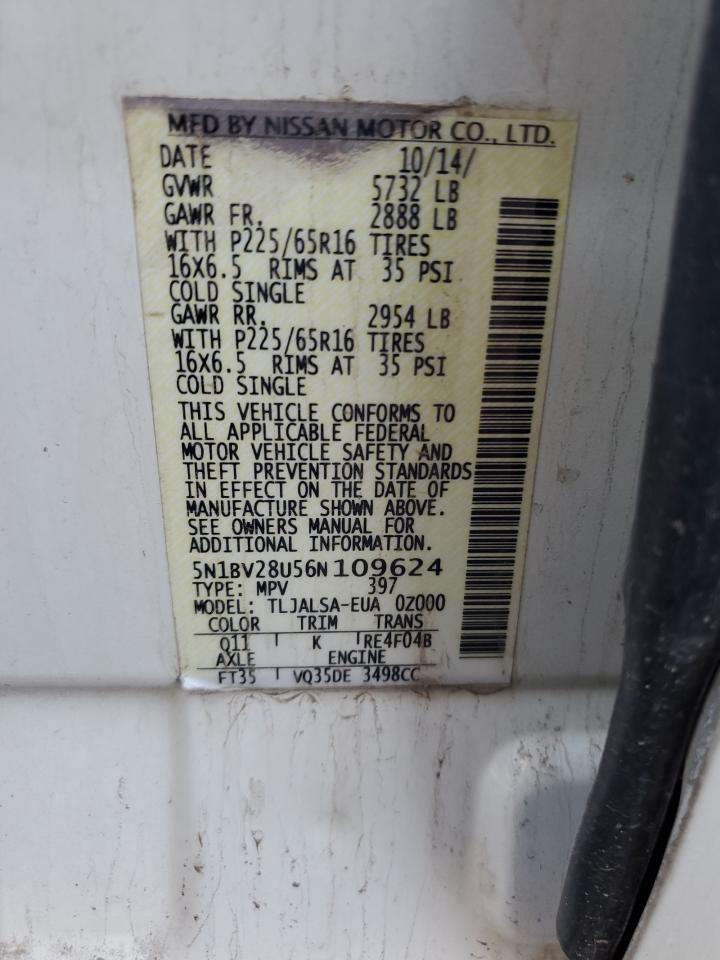 MFD BY NISSAN MOTOR CO., LTD.
DATE 10/14/
GVWR 5732 LB
GAWR FR. 2888 LB
WITH P225/65R16 TIRES
16X6.5 RIMS AT 35 PSI
COLD SINGLE
GAWR RR. 2954 LB
WITH P225/65R16 TIRES
16X6.5 RIMS AT 35 PSI
COLD SINGLE
THIS VEHICLE CONFORMS TO
ALL APPLICABLE FEDERAL
MOTOR VEHICLE SAFETY AND
THEFT PREVENTION STANDARDS
IN EFFECT ON THE DATE OF
MANUFACTURE SHOWN ABOVE.
SEE OWNERS MANUAL FOR
ADDITIONAL INFORMATION.
5N1BV28U56N109624
TYPE: MPV 397
MODEL: TLJALSA-EUA 0Z000
COLOR TRIM TRANS
Q11 K RE4F04B
AXLE ENGINE
FT35 VQ35DE 3498CC